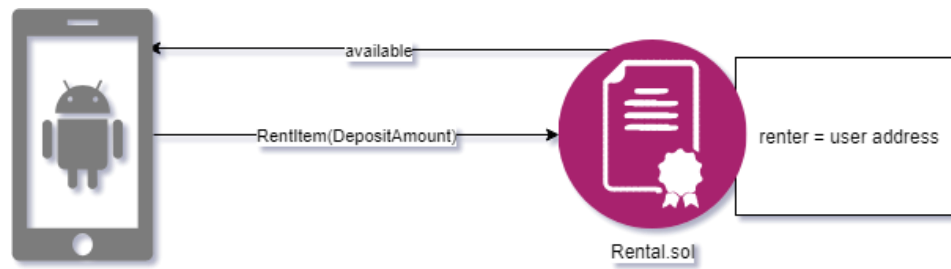 available
RentItem(DepositAmount)
renter = user address
Rental.sol